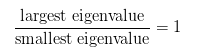 largest eigenvalue
smallest eigenvalue = 1